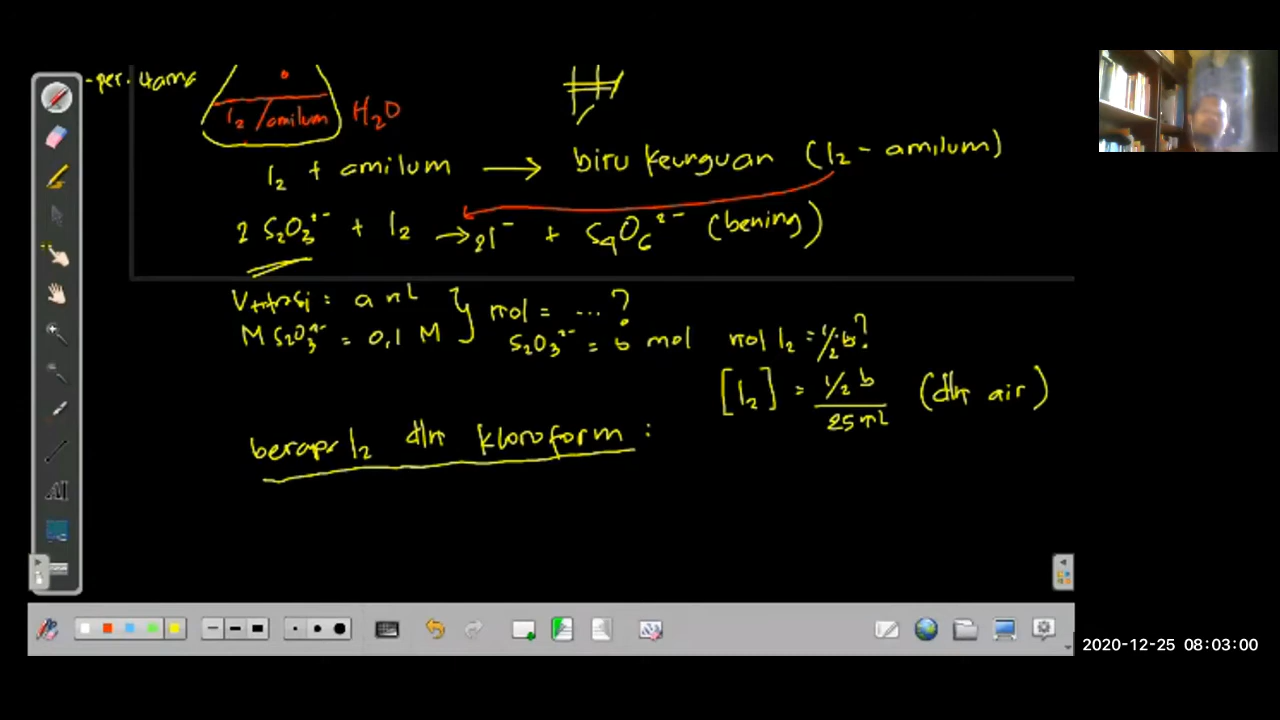 -per. utama
I2/amilum H2O
I2 + amilum → biru keunguan (I2 - amilum)
2 S2O3²⁻ + I2 → 2I⁻ + S4O6²⁻ (bening)
Vtitrasi = a mL } mol = ... ?
M S2O3²⁻ = 0,1 M S2O3²⁻ = b mol mol I2 = 1/2 b?
[I2] = 1/2 b / 25 mL (dlm air)
berapa I2 dlm kloroform :
2020-12-25 08:03:00